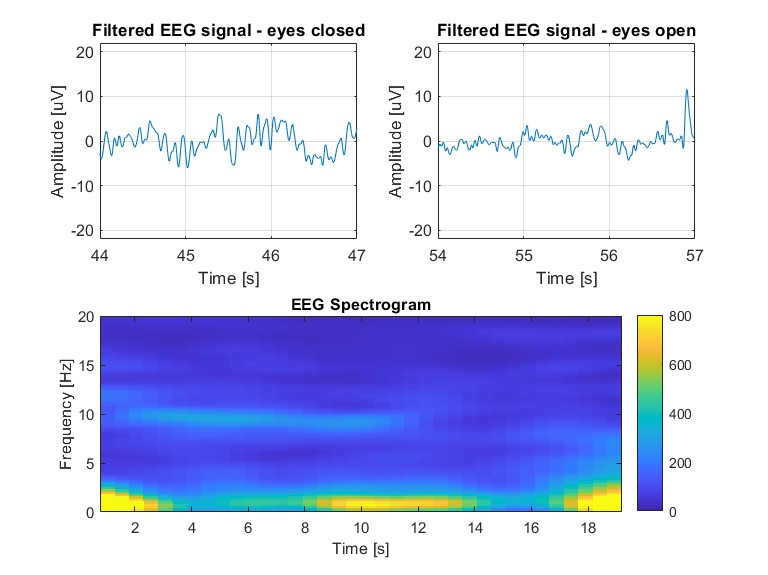 Filtered EEG signal - eyes closed
20
10
0
-10
-20
Amplitude [uV]
44 45 46 47
Time [s]
Filtered EEG signal - eyes open
20
10
0
-10
-20
Amplitude [uV]
54 55 56 57
Time [s]
EEG Spectrogram
20
15
10
5
0
Frequency [Hz]
2 4 6 8 10 12 14 16 18
Time [s]
800
600
400
200
0